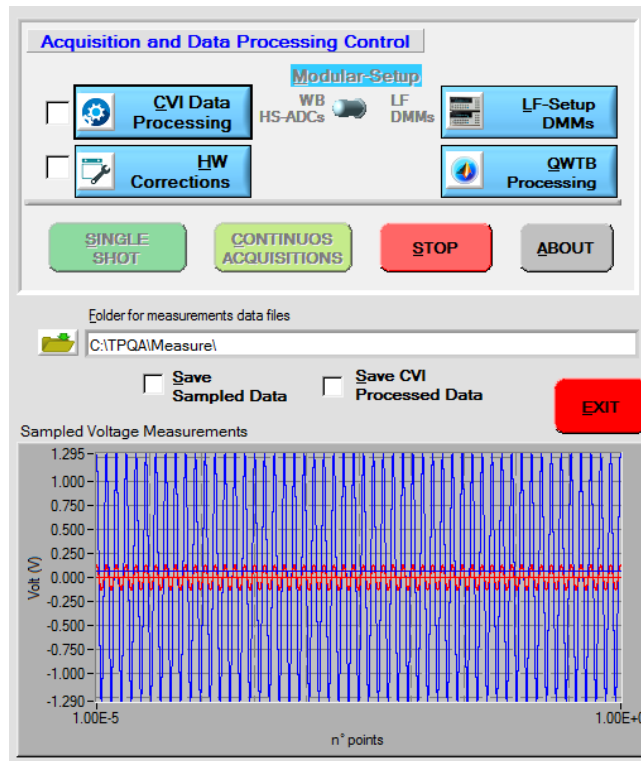 Acquisition and Data Processing Control
Modular-Setup
CVI Data
Processing
WB
HS-ADCs
LF
DMMs
LF-Setup
DMMs
HW
Corrections
QWTB
Processing
SINGLE
SHOT
CONTINUOS
ACQUISITIONS
STOP
ABOUT
Folder for measurements data files
C:\TPQA\Measure\
Save
Sampled Data
Save CVI
Processed Data
EXIT
Sampled Voltage Measurements
Volt (V)
1.295
1.000
0.750
0.500
0.250
0.000
-0.250
-0.500
-0.750
-1.000
-1.290
1.00E-5
1.00E+
n° points